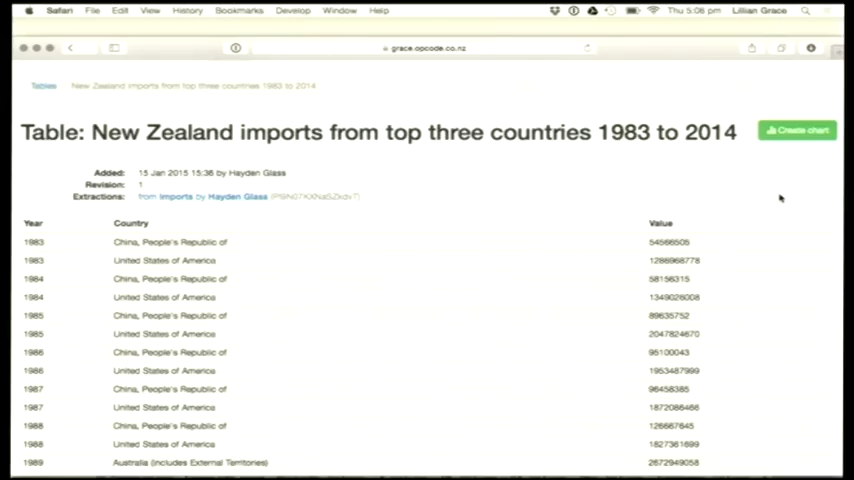 Safari File Edit View History Bookmarks Develop Window Help Thu 5:08 pm Lillian Grace
grace.opcode.co.nz
Tables New Zealand imports from top three countries 1983 to 2014
Table: New Zealand imports from top three countries 1983 to 2014 Create chart
Added: 15 Jan 2015 15:36 by Hayden Glass
Revision: 1
Extractions: from Imports by Hayden Glass
Year Country Value
1983 China, People's Republic of 54566505
1983 United States of America 1286968778
1984 China, People's Republic of 58156315
1984 United States of America 1349026008
1985 China, People's Republic of 89635752
1985 United States of America 2047824670
1986 China, People's Republic of 95100043
1986 United States of America 1953487999
1987 China, People's Republic of 96458385
1987 United States of America 1872086466
1988 China, People's Republic of 126667645
1988 United States of America 1827361699
1989 Australia (includes External Territories) 2672949058